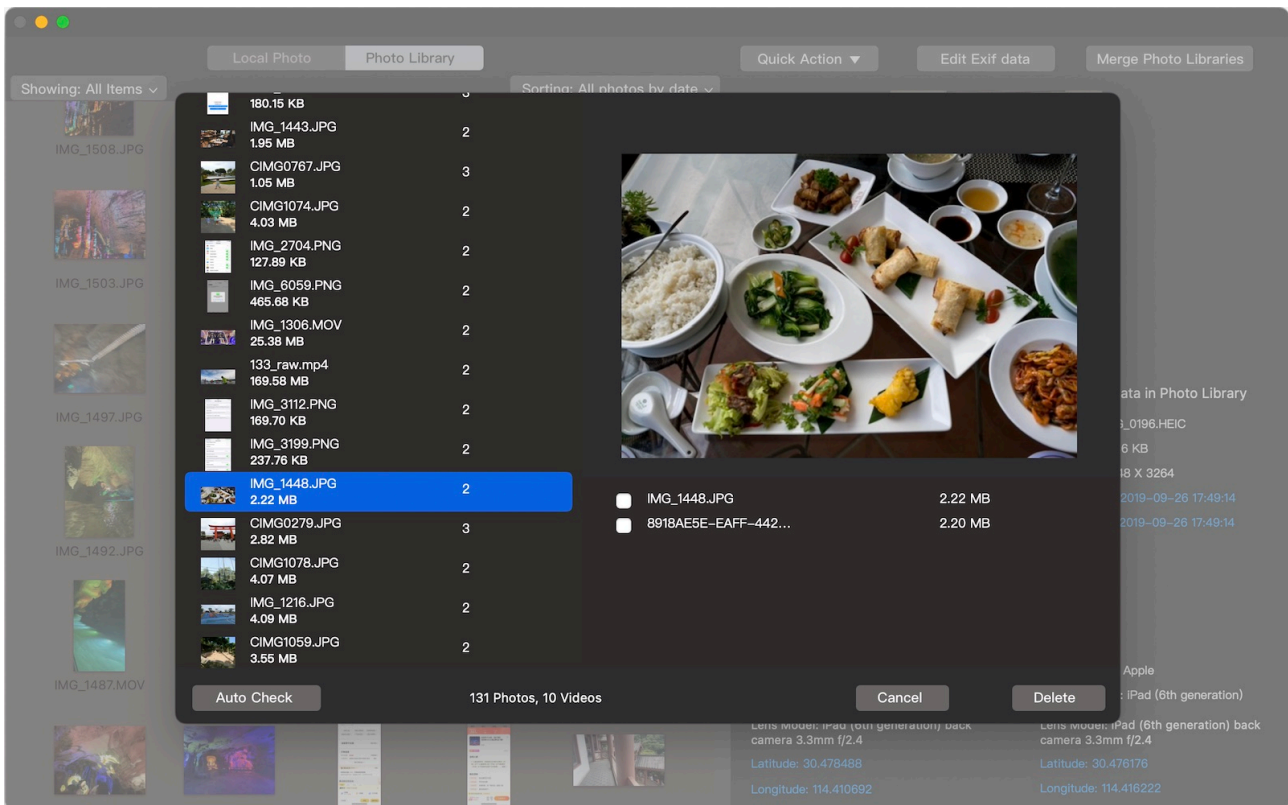 Local Photo
Photo Library
Quick Action ▼
Edit Exif data
Merge Photo Libraries
Showing: All Items
Sorting: All photos by date
IMG_1508.JPG
IMG_1503.JPG
IMG_1497.JPG
IMG_1492.JPG
IMG_1487.MOV
180.15 KB
3
IMG_1443.JPG
1.95 MB
2
CIMG0767.JPG
1.05 MB
3
CIMG1074.JPG
4.03 MB
2
IMG_2704.PNG
127.89 KB
2
IMG_6059.PNG
465.68 KB
2
IMG_1306.MOV
25.38 MB
2
133_raw.mp4
169.58 MB
2
IMG_3112.PNG
169.70 KB
2
IMG_3199.PNG
237.76 KB
2
IMG_1448.JPG
2.22 MB
2
CIMG0279.JPG
2.82 MB
3
CIMG1078.JPG
4.07 MB
2
IMG_1216.JPG
4.09 MB
2
CIMG1059.JPG
3.55 MB
2
IMG_1448.JPG 2.22 MB
8918AE5E-EAFF-442... 2.20 MB
Auto Check
131 Photos, 10 Videos
Cancel
Delete
ata in Photo Library
_0196.HEIC
6 KB
8 X 3264
2019-09-26 17:49:14
2019-09-26 17:49:14
Apple
: iPad (6th generation)
Lens Model: iPad (6th generation) back
camera 3.3mm f/2.4
Latitude: 30.478488
Longitude: 114.410692
Lens Model: iPad (6th generation) back
camera 3.3mm f/2.4
Latitude: 30.476176
Longitude: 114.416222